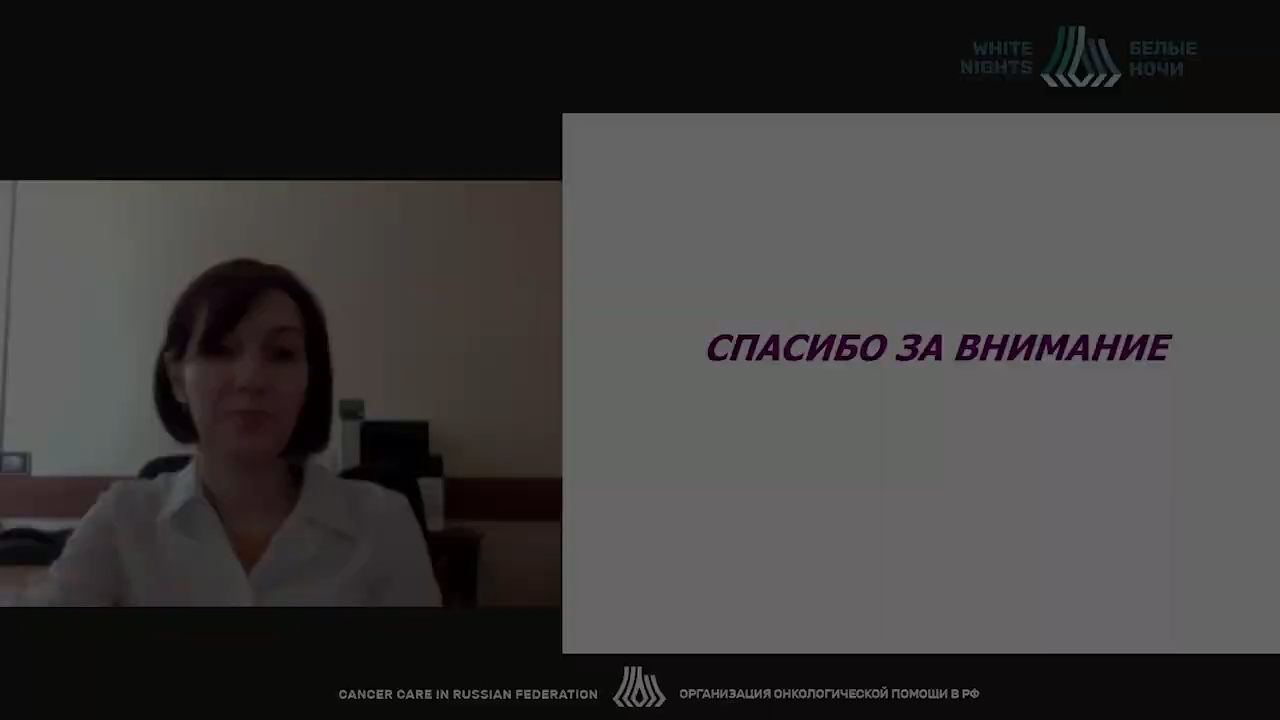 WHITE
NIGHTS
БЕЛЫЕ
НОЧИ
СПАСИБО ЗА ВНИМАНИЕ
CANCER CARE IN RUSSIAN FEDERATION
ОРГАНИЗАЦИЯ ОНКОЛОГИЧЕСКОЙ ПОМОЩИ В РФ